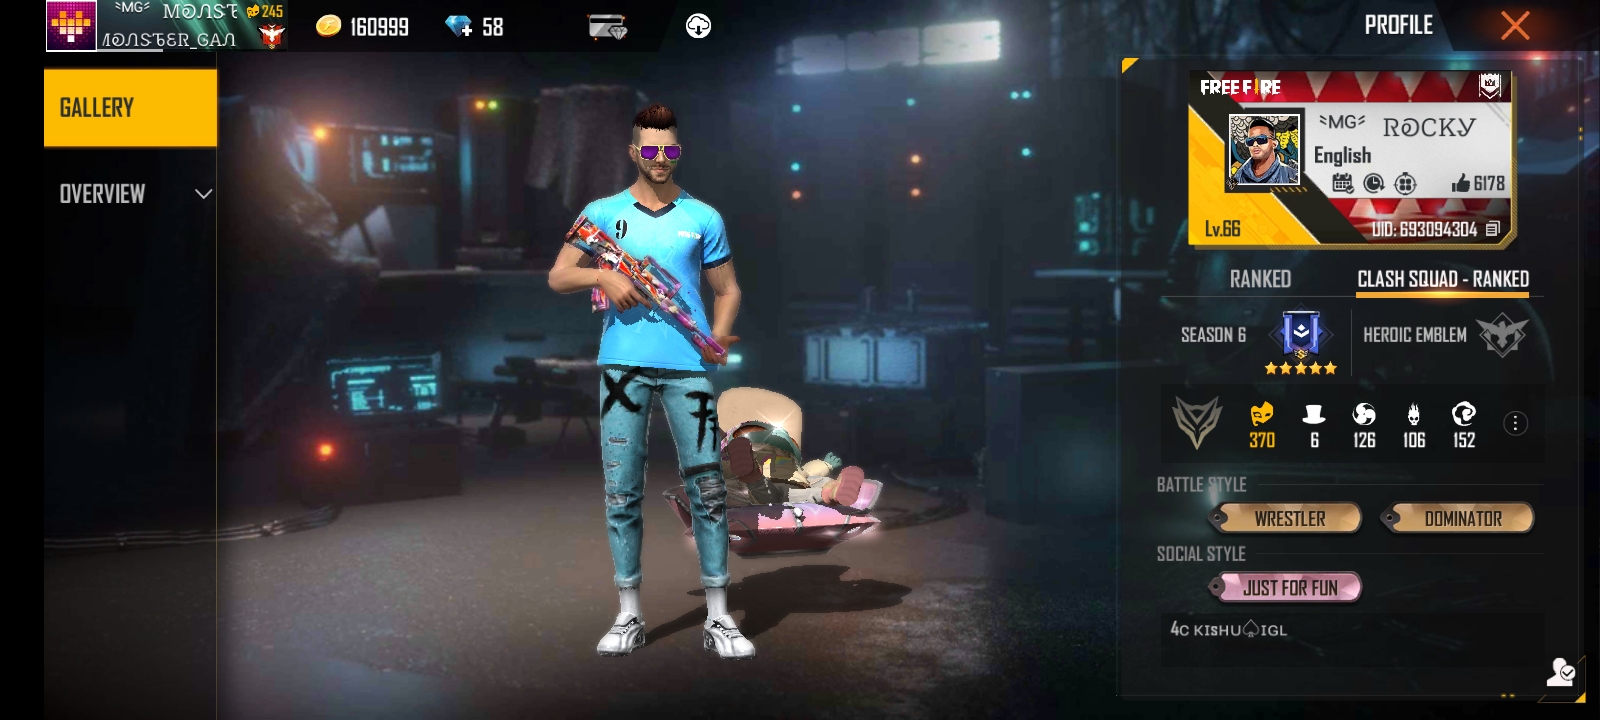 ⩮MG⩮ MONST
245
MONSTER_GAN
160999
58
PROFILE
GALLERY
OVERVIEW
FREE FIRE
⩮MG⩮ ROCKY
English
6178
Lv.66
UID: 693094304
9
RANKED
CLASH SQUAD - RANKED
SEASON 6
HEROIC EMBLEM
370
6
126
106
152
BATTLE STYLE
WRESTLER
DOMINATOR
SOCIAL STYLE
JUST FOR FUN
4C KISHU♤IGL